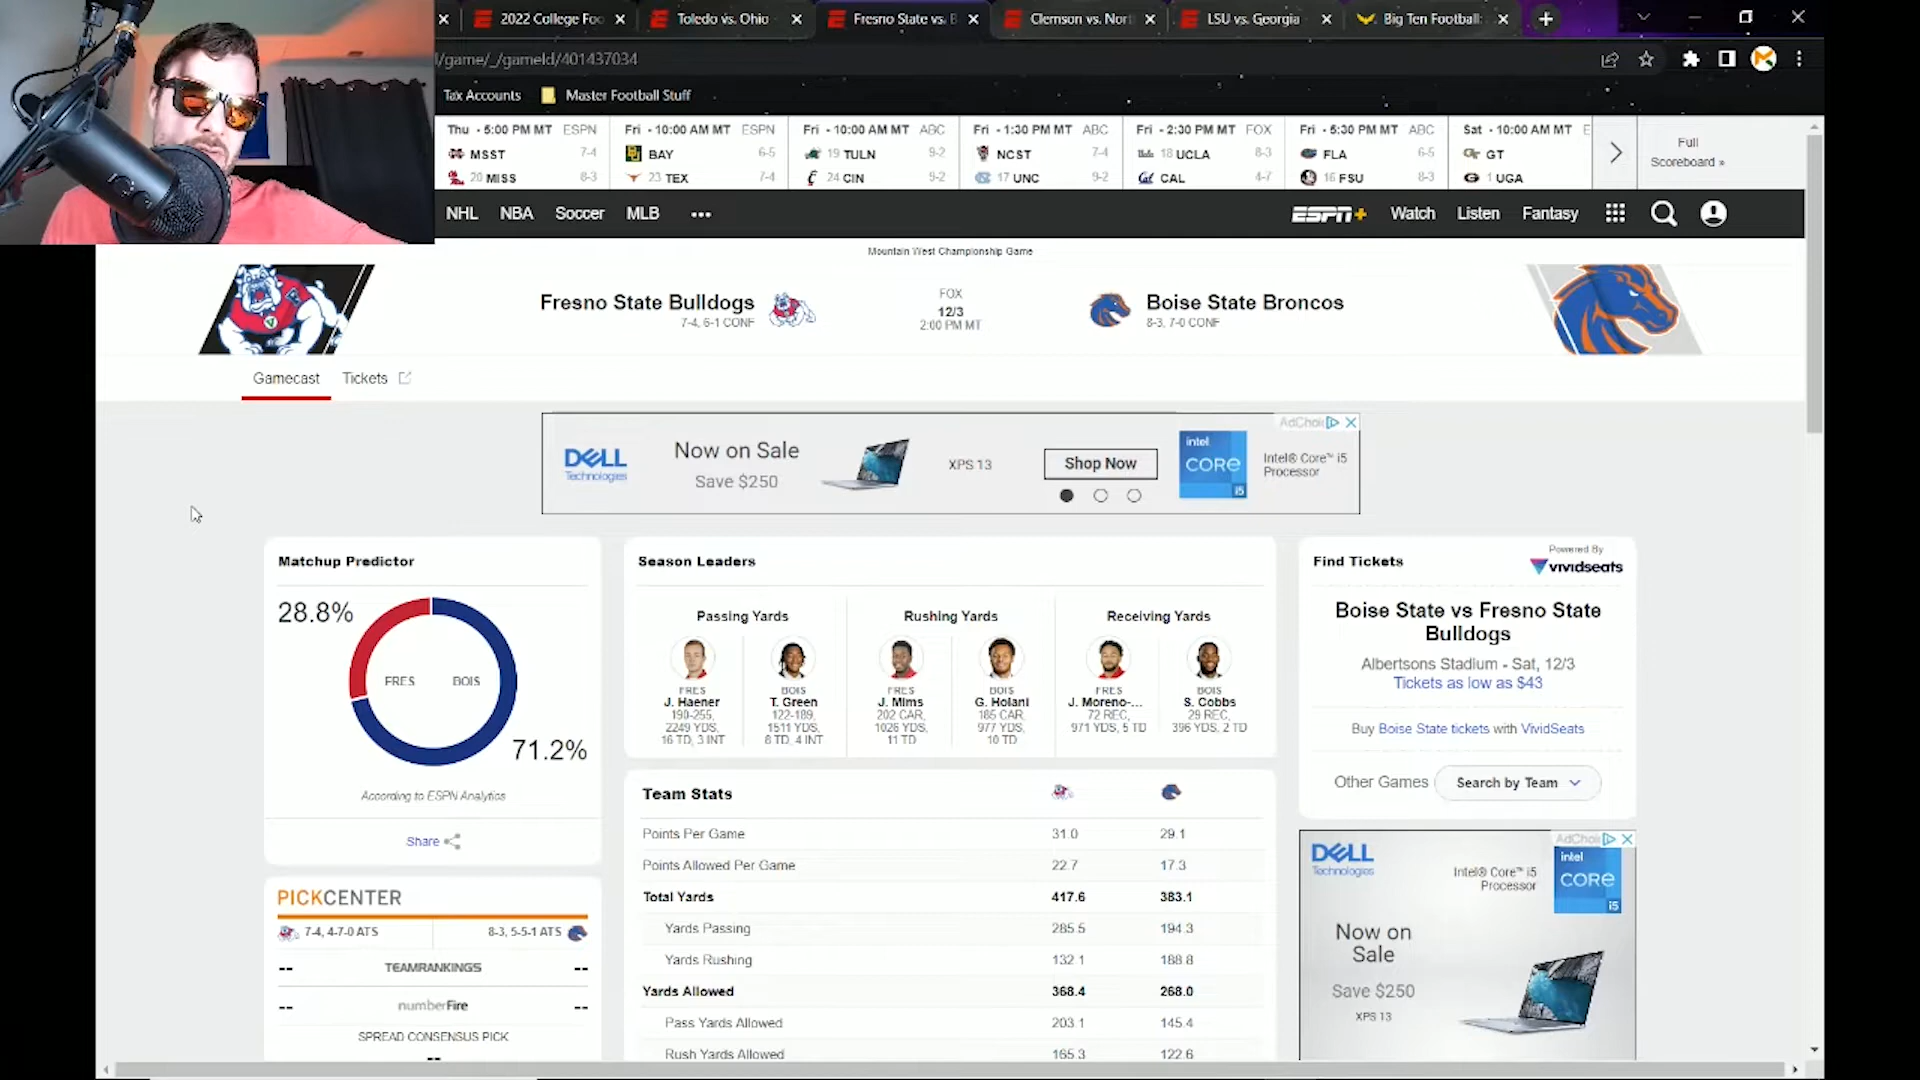 2022 College Foo
Toledo vs. Ohio
Fresno State vs. B
Clemson vs. Nor
LSU vs. Georgia
Big Ten Football:
l/game/_/gameId/401437034
Tax Accounts
Master Football Stuff
Thu - 5:00 PM MT ESPN
MSST 7-4
20 MISS 8-3
Fri - 10:00 AM MT ESPN
BAY 6-5
23 TEX 7-4
Fri - 10:00 AM MT ABC
19 TULN 9-2
24 CIN 9-2
Fri - 1:30 PM MT ABC
NCST 7-4
17 UNC 9-2
Fri - 2:30 PM MT FOX
18 UCLA 8-3
CAL 4-7
Fri - 5:30 PM MT ABC
FLA 6-5
16 FSU 8-3
Sat - 10:00 AM MT E
GT
1 UGA
Full
Scoreboard »
NHL NBA Soccer MLB ...
ESPN+ Watch Listen Fantasy
Mountain West Championship Game
Fresno State Bulldogs
7-4, 6-1 CONF
FOX
12/3
2:00 PM MT
Boise State Broncos
8-3, 7-0 CONF
Gamecast Tickets
DELL
Technologies
Now on Sale
Save $250
XPS 13
Shop Now
intel
CORE
i5
Intel® Core™ i5
Processor
AdChoi
Matchup Predictor
28.8%
FRES BOIS
71.2%
According to ESPN Analytics
Share
PICKCENTER
7-4, 4-7-0 ATS 8-3, 5-5-1 ATS
-- TEAMRANKINGS --
-- numberFire --
SPREAD CONSENSUS PICK
--
Season Leaders
Passing Yards
FRES
J. Haener
190-255,
2249 YDS,
16 TD, 3 INT
BOIS
T. Green
122-189,
1511 YDS,
8 TD, 4 INT
Rushing Yards
FRES
J. Mims
202 CAR,
1026 YDS,
11 TD
BOIS
G. Holani
185 CAR,
977 YDS,
10 TD
Receiving Yards
FRES
J. Moreno-...
72 REC,
971 YDS, 5 TD
BOIS
S. Cobbs
29 REC,
396 YDS, 2 TD
Team Stats
Points Per Game 31.0 29.1
Points Allowed Per Game 22.7 17.3
Total Yards 417.6 383.1
Yards Passing 285.5 194.3
Yards Rushing 132.1 188.8
Yards Allowed 368.4 268.0
Pass Yards Allowed 203.1 145.4
Rush Yards Allowed 165.3 122.6
Find Tickets
Powered By
vividseats
Boise State vs Fresno State
Bulldogs
Albertsons Stadium - Sat, 12/3
Tickets as low as $43
Buy Boise State tickets with VividSeats
Other Games Search by Team
AdChoi
DELL
Technologies
Intel® Core™ i5
Processor
intel
CORE
i5
Now on
Sale
Save $250
XPS 13